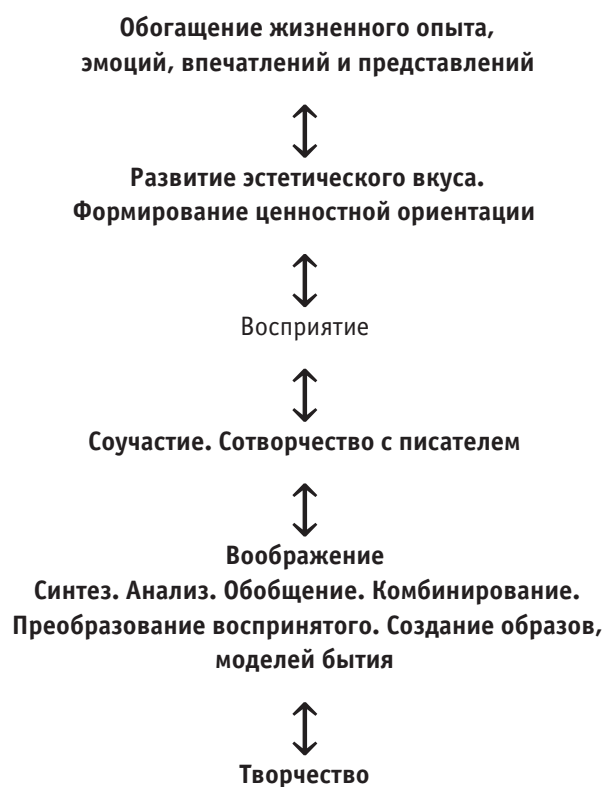 Обогащение жизненного опыта,
эмоций, впечатлений и представлений
Развитие эстетического вкуса.
Формирование ценностной ориентации
Восприятие
Соучастие. Сотворчество с писателем
Воображение
Синтез. Анализ. Обобщение. Комбинирование.
Преобразование воспринятого. Создание образов,
моделей бытия
Творчество